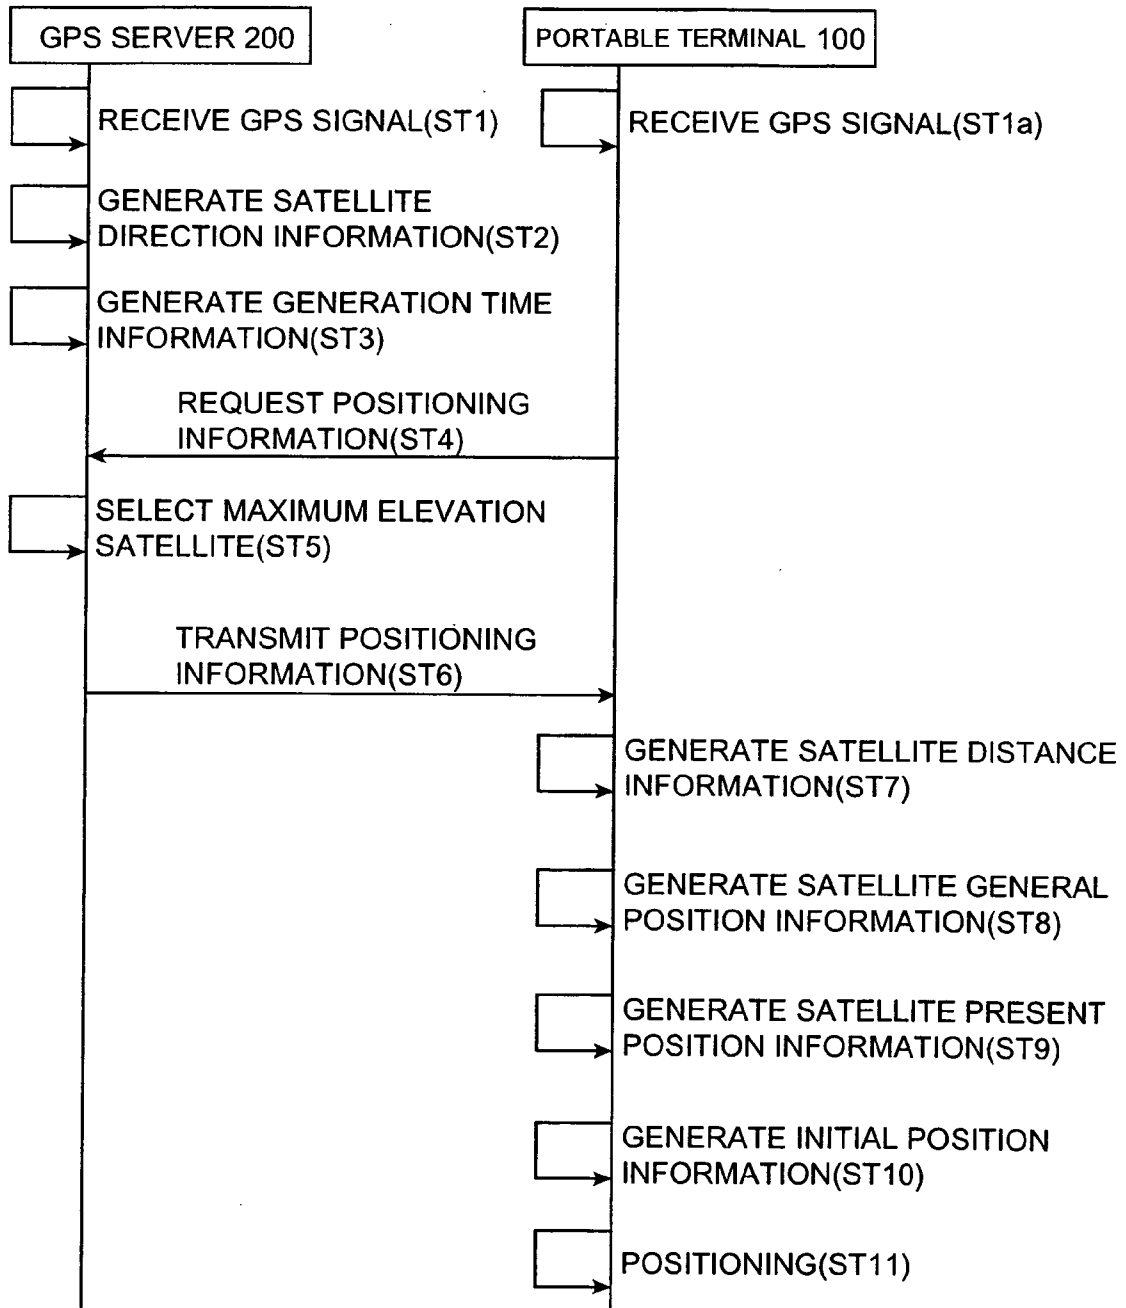 GPS SERVER 200
PORTABLE TERMINAL 100
RECEIVE GPS SIGNAL(ST1)
RECEIVE GPS SIGNAL(ST1a)
GENERATE SATELLITE
DIRECTION INFORMATION(ST2)
GENERATE GENERATION TIME
INFORMATION(ST3)
REQUEST POSITIONING
INFORMATION(ST4)
SELECT MAXIMUM ELEVATION
SATELLITE(ST5)
TRANSMIT POSITIONING
INFORMATION(ST6)
GENERATE SATELLITE DISTANCE
INFORMATION(ST7)
GENERATE SATELLITE GENERAL
POSITION INFORMATION(ST8)
GENERATE SATELLITE PRESENT
POSITION INFORMATION(ST9)
GENERATE INITIAL POSITION
INFORMATION(ST10)
POSITIONING(ST11)